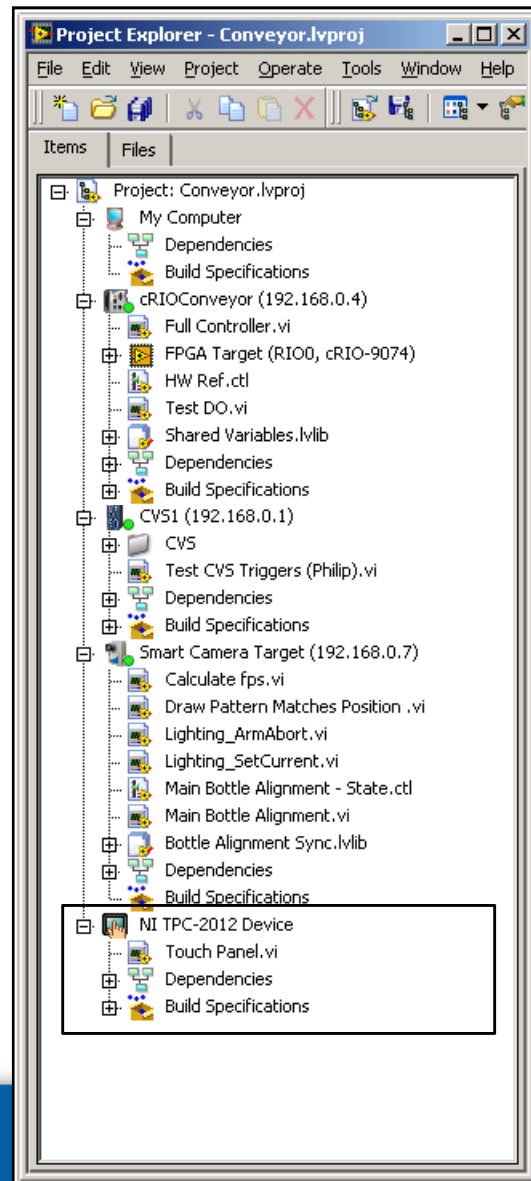 Project Explorer - Conveyor.lvproj
File Edit View Project Operate Tools Window Help
Items Files
Project: Conveyor.lvproj
My Computer
Dependencies
Build Specifications
cRIOConveyor (192.168.0.4)
Full Controller.vi
FPGA Target (RIO0, cRIO-9074)
HW Ref.ctl
Test DO.vi
Shared Variables.lvlib
Dependencies
Build Specifications
CVS1 (192.168.0.1)
CVS
Test CVS Triggers (Philip).vi
Dependencies
Build Specifications
Smart Camera Target (192.168.0.7)
Calculate fps.vi
Draw Pattern Matches Position .vi
Lighting_ArmAbort.vi
Lighting_SetCurrent.vi
Main Bottle Alignment - State.ctl
Main Bottle Alignment.vi
Bottle Alignment Sync.lvlib
Dependencies
Build Specifications
NI TPC-2012 Device
Touch Panel.vi
Dependencies
Build Specifications